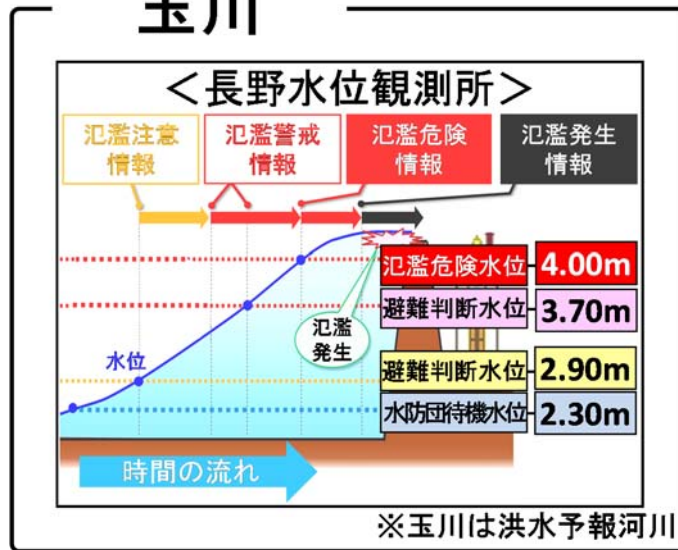 玉川
＜長野水位観測所＞
氾濫注意
情報
氾濫警戒
情報
氾濫危険
情報
氾濫発生
情報
氾濫危険水位 4.00m
避難判断水位 3.70m
氾濫
発生
水位
避難判断水位 2.90m
水防団待機水位 2.30m
時間の流れ
※玉川は洪水予報河川